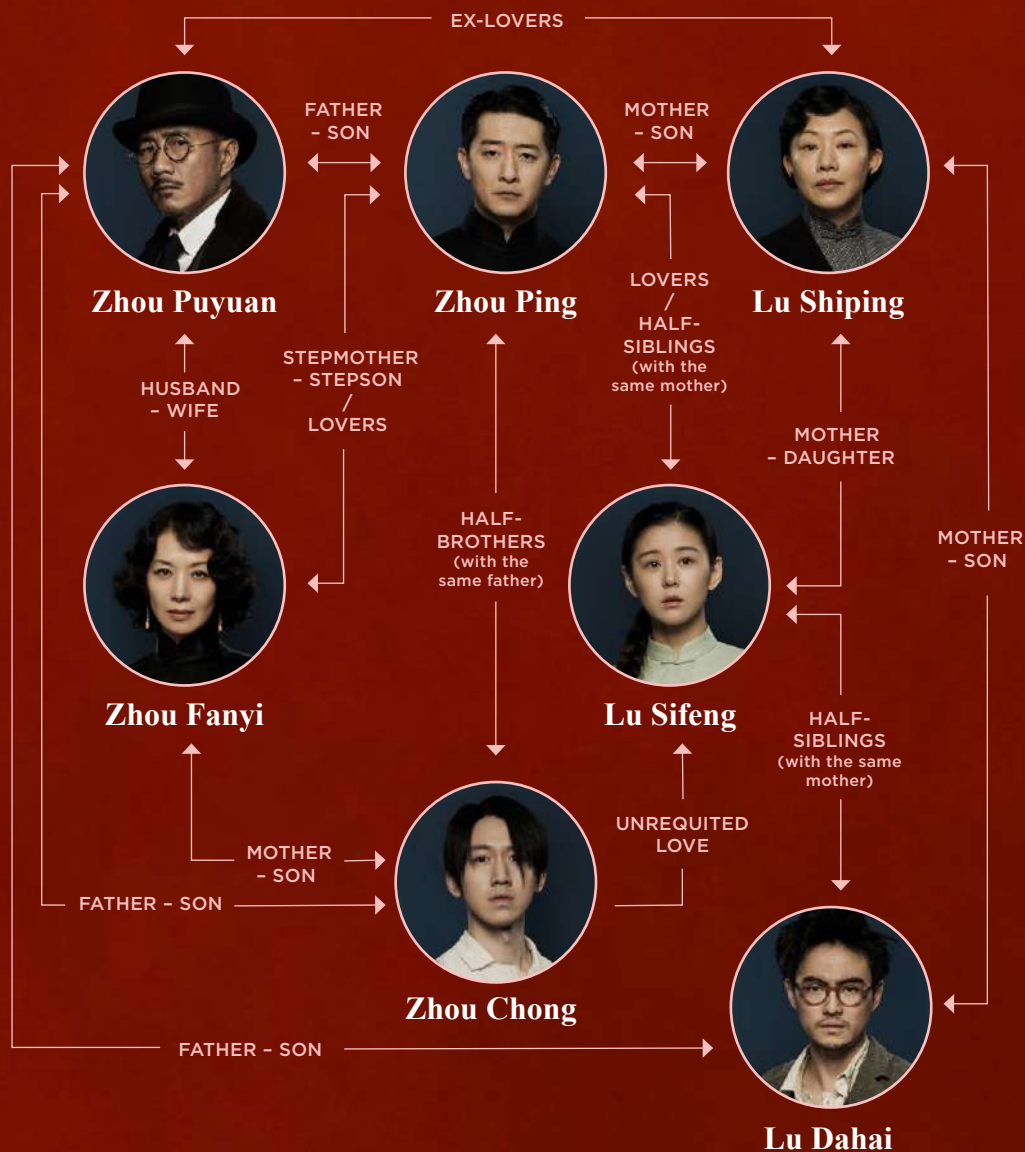 EX-LOVERS
FATHER
– SON
MOTHER
– SON
Zhou Puyuan
Zhou Ping
Lu Shiping
HUSBAND
– WIFE
STEPMOTHER
– STEPSON
/
LOVERS
LOVERS
/
HALF-
SIBLINGS
(with the
same mother)
MOTHER
– DAUGHTER
HALF-
BROTHERS
(with the
same father)
MOTHER
– SON
Zhou Fanyi
Lu Sifeng
HALF-
SIBLINGS
(with the same
mother)
MOTHER
– SON
UNREQUITED
LOVE
FATHER – SON
Zhou Chong
FATHER – SON
Lu Dahai